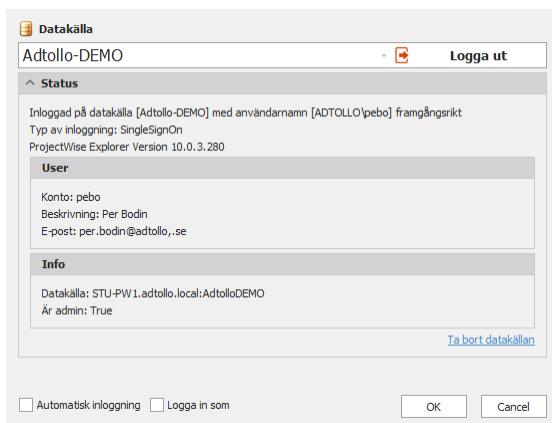 Datakälla
Adtollo-DEMO Logga ut
Status
Inloggad på datakälla [Adtollo-DEMO] med användarnamn [ADTOLLO\pebo] framgångsrikt
Typ av inloggning: SingleSignOn
ProjectWise Explorer Version 10.0.3.280
User
Konto: pebo
Beskrivning: Per Bodin
E-post: per.bodin@adtollo,.se
Info
Datakälla: STU-PW1.adtollo.local:AdtolloDEMO
Är admin: True
Ta bort datakällan
Automatisk inloggning Logga in som OK Cancel